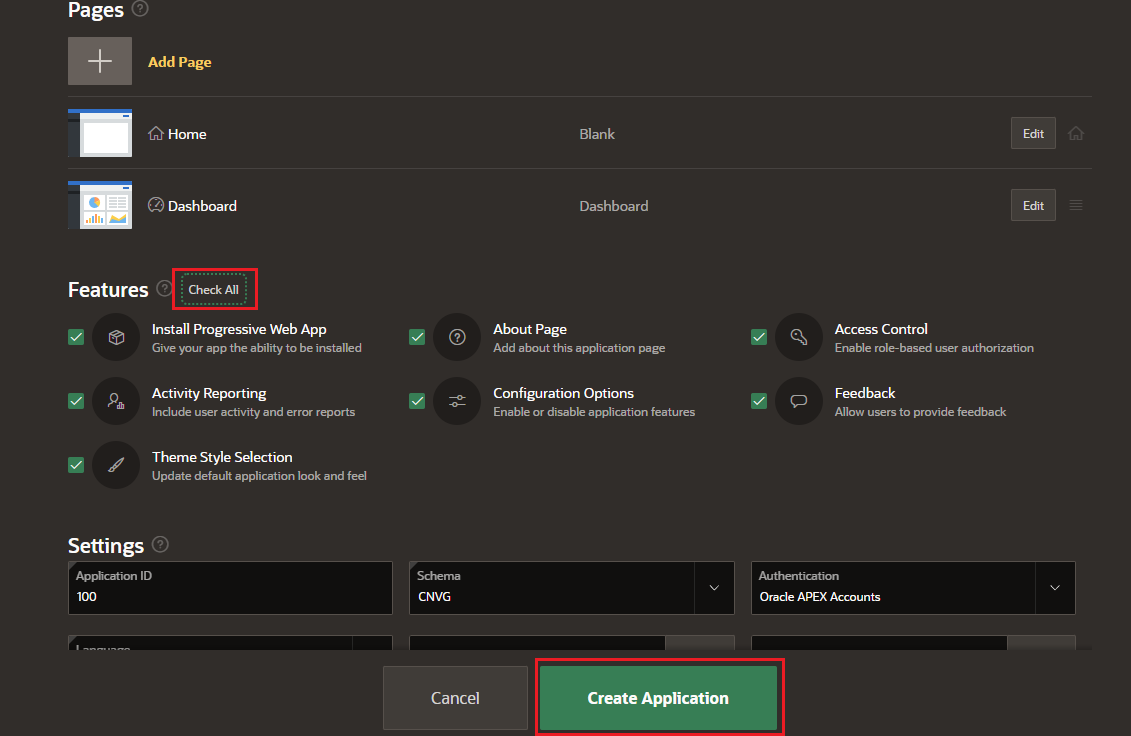 Pages ?
Add Page
Home Blank Edit
Dashboard Dashboard Edit
Features ? Check All
Install Progressive Web App
Give your app the ability to be installed
About Page
Add about this application page
Access Control
Enable role-based user authorization
Activity Reporting
Include user activity and error reports
Configuration Options
Enable or disable application features
Feedback
Allow users to provide feedback
Theme Style Selection
Update default application look and feel
Settings ?
Application ID
100
Schema
CNVG
Authentication
Oracle APEX Accounts
Language
Cancel Create Application